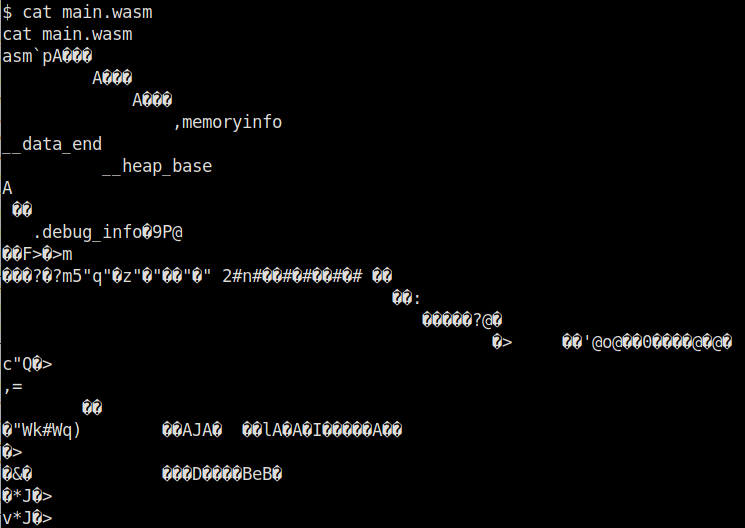 $ cat main.wasm
cat main.wasm
asm`pA���
A���
A���
,memoryinfo
__data_end
__heap_base
A
��
.debug_info�9P@
��F>�>m
���?�?m5"q"�z"�"��"�" 2#n#��#�#��#�# ��
��:
�����?@�
�> ��'@o@��0����@�@�
c"Q�>
,=
��
�"Wk#Wq) ��AJA� ��lA�A�I�����A��
�>
�&� ���D����BeB�
�*J�>
v*J�>